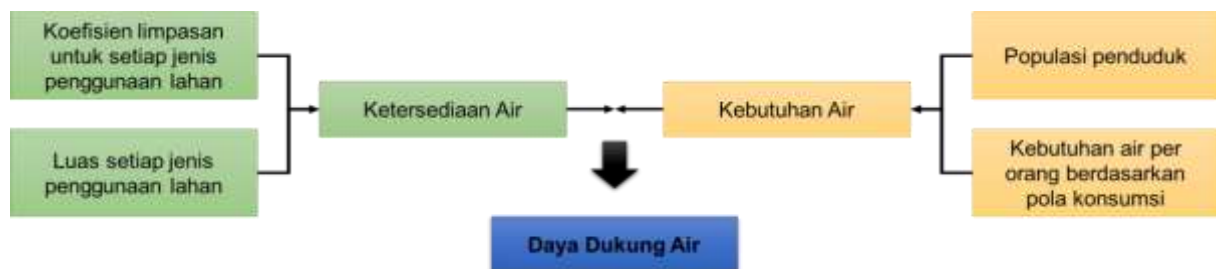 Koefisien limpasan
untuk setiap jenis
penggunaan lahan
Luas setiap jenis
penggunaan lahan
Ketersediaan Air
Kebutuhan Air
Populasi penduduk
Kebutuhan air per
orang berdasarkan
pola konsumsi
Daya Dukung Air